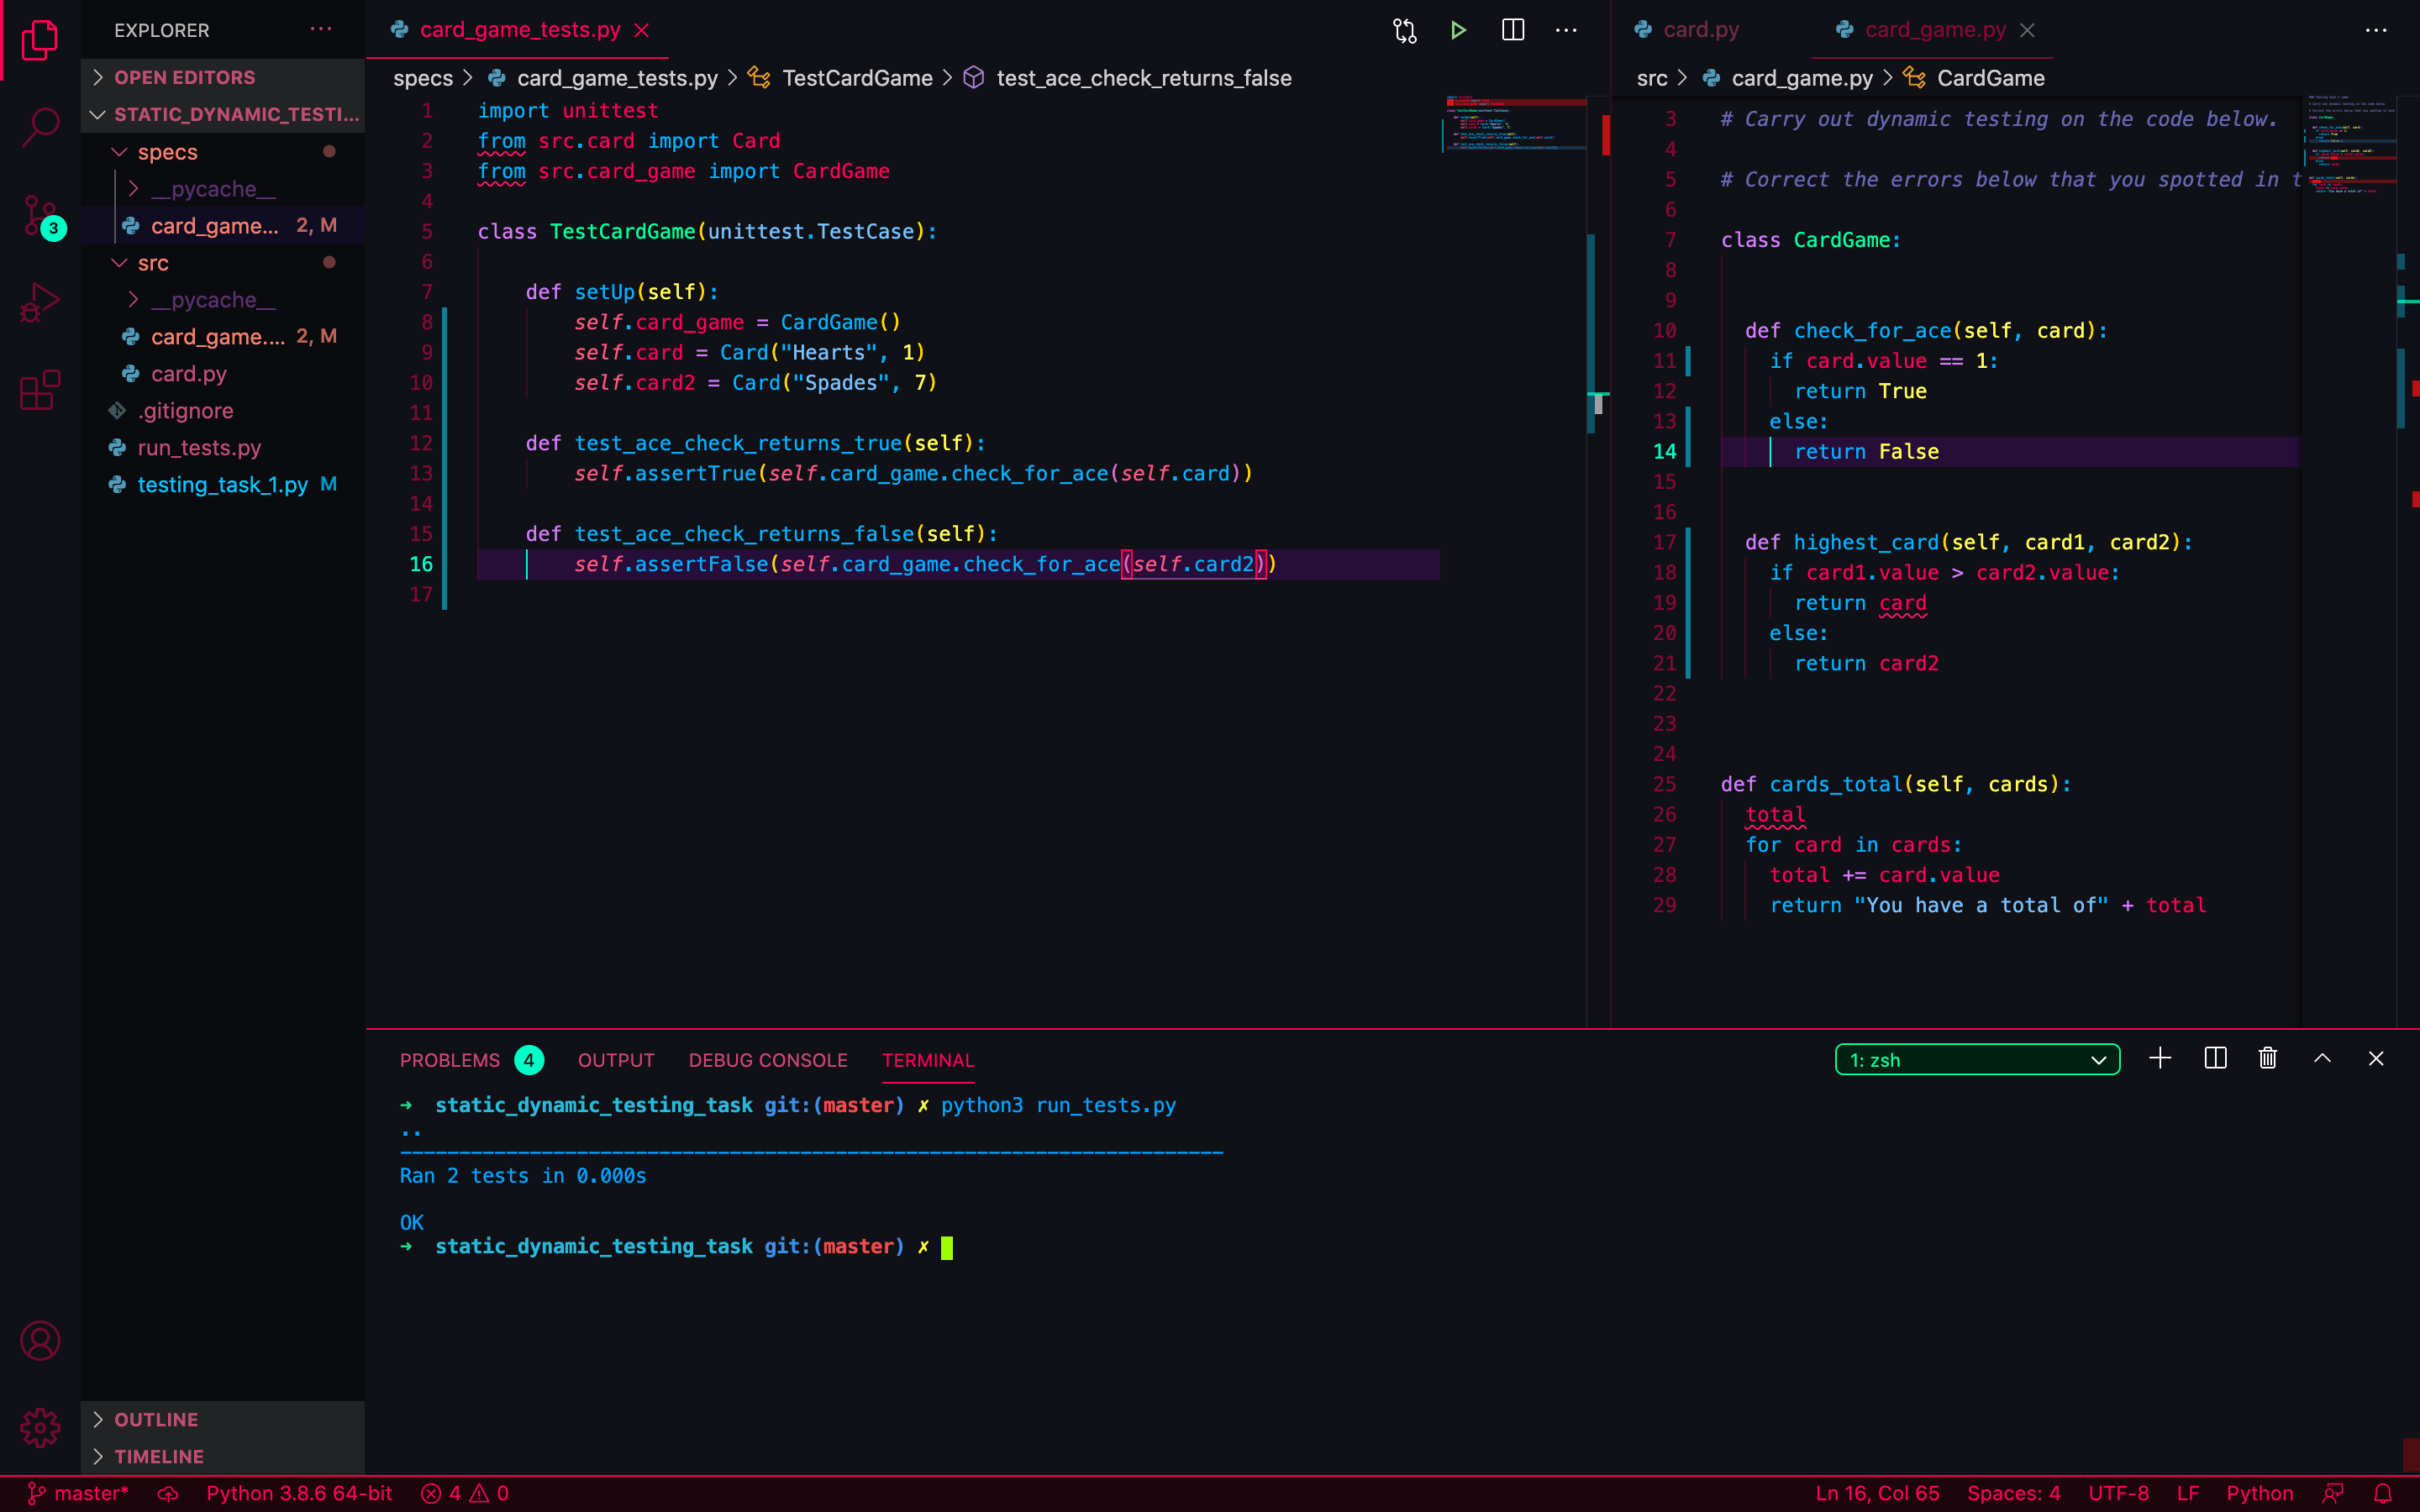 EXPLORER
OPEN EDITORS
STATIC_DYNAMIC_TESTI...
specs
__pycache__
card_game... 2, M
src
__pycache__
card_game.... 2, M
card.py
.gitignore
run_tests.py
testing_task_1.py M
OUTLINE
TIMELINE
3
card_game_tests.py
specs > card_game_tests.py > TestCardGame > test_ace_check_returns_false
1 import unittest
2 from src.card import Card
3 from src.card_game import CardGame
4
5 class TestCardGame(unittest.TestCase):
6
7 def setUp(self):
8 self.card_game = CardGame()
9 self.card = Card("Hearts", 1)
10 self.card2 = Card("Spades", 7)
11
12 def test_ace_check_returns_true(self):
13 self.assertTrue(self.card_game.check_for_ace(self.card))
14
15 def test_ace_check_returns_false(self):
16 self.assertFalse(self.card_game.check_for_ace(self.card2))
17
card.py card_game.py
src > card_game.py > CardGame
3 # Carry out dynamic testing on the code below.
4
5 # Correct the errors below that you spotted in t
6
7 class CardGame:
8
9
10 def check_for_ace(self, card):
11 if card.value == 1:
12 return True
13 else:
14 return False
15
16
17 def highest_card(self, card1, card2):
18 if card1.value > card2.value:
19 return card
20 else:
21 return card2
22
23
24
25 def cards_total(self, cards):
26 total
27 for card in cards:
28 total += card.value
29 return "You have a total of" + total
PROBLEMS 4 OUTPUT DEBUG CONSOLE TERMINAL 1: zsh
→ static_dynamic_testing_task git:(master) ✗ python3 run_tests.py
..
----------------------------------------------------------------------
Ran 2 tests in 0.000s
OK
→ static_dynamic_testing_task git:(master) ✗
master* Python 3.8.6 64-bit 4 0 Ln 16, Col 65 Spaces: 4 UTF-8 LF Python